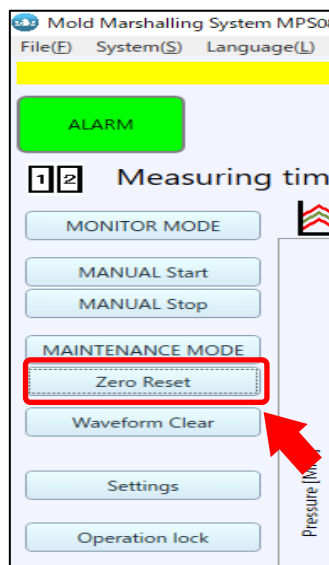 Mold Marshalling System MPS08
File(F) System(S) Language(L)
ALARM
1 2 Measuring tim
MONITOR MODE
MANUAL Start
MANUAL Stop
MAINTENANCE MODE
Zero Reset
Waveform Clear
Settings
Operation lock
Pressure [M